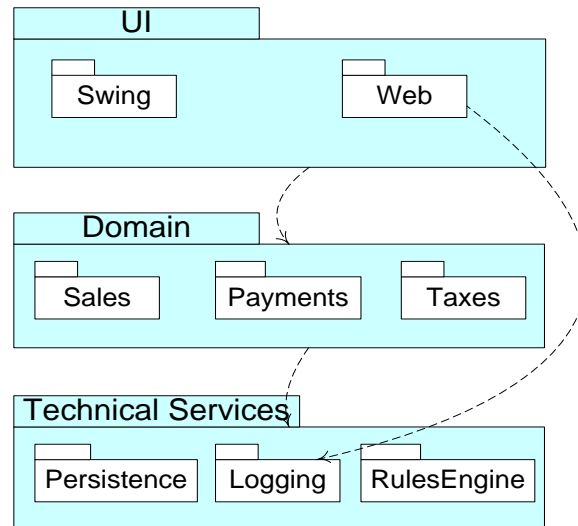 UI
Swing
Web
Domain
Sales
Payments
Taxes
Technical Services
Persistence
Logging
RulesEngine